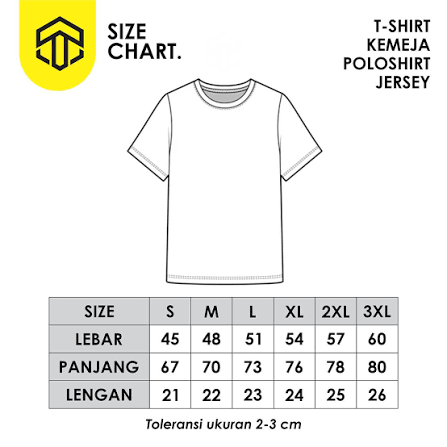 SIZE
CHART.
T-SHIRT
KEMEJA
POLOSHIRT
JERSEY
SIZE S M L XL 2XL 3XL
LEBAR 45 48 51 54 57 60
PANJANG 67 70 73 76 78 80
LENGAN 21 22 23 24 25 26
Toleransi ukuran 2-3 cm